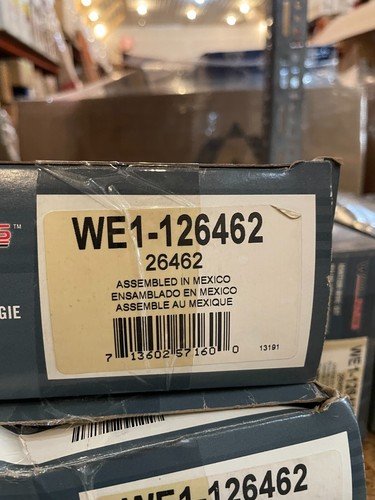 WE1-126462
26462
ASSEMBLED IN MEXICO
ENSAMBLADO EN MEXICO
ASSEMBLE AU MEXIQUE
7 13602 57160 0
13191
GIE
WE1-126462